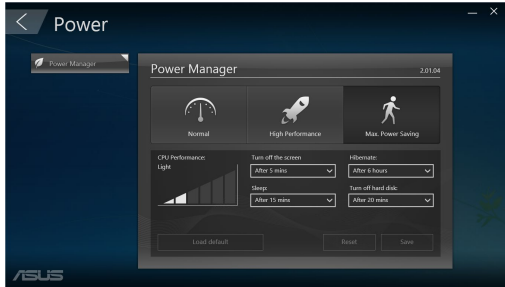 Power
Power Manager
Power Manager
2.01.04
Normal
High Performance
Max. Power Saving
CPU Performance:
Light
Turn off the screen
After 5 mins
Hibernate:
After 6 hours
Sleep:
After 15 mins
Turn off hard disk:
After 20 mins
Load default
Reset
Save
ASUS